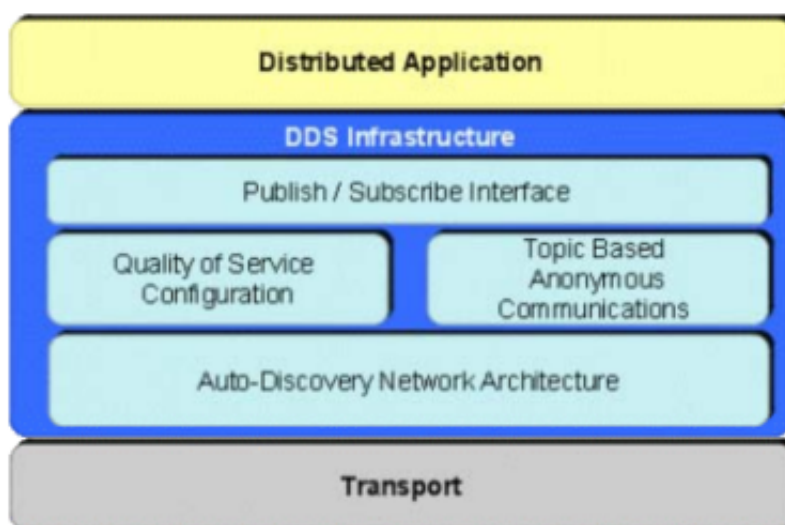 Distributed Application
DDS Infrastructure
Publish / Subscribe Interface
Quality of Service
Configuration
Topic Based
Anonymous
Communications
Auto-Discovery Network Architecture
Transport